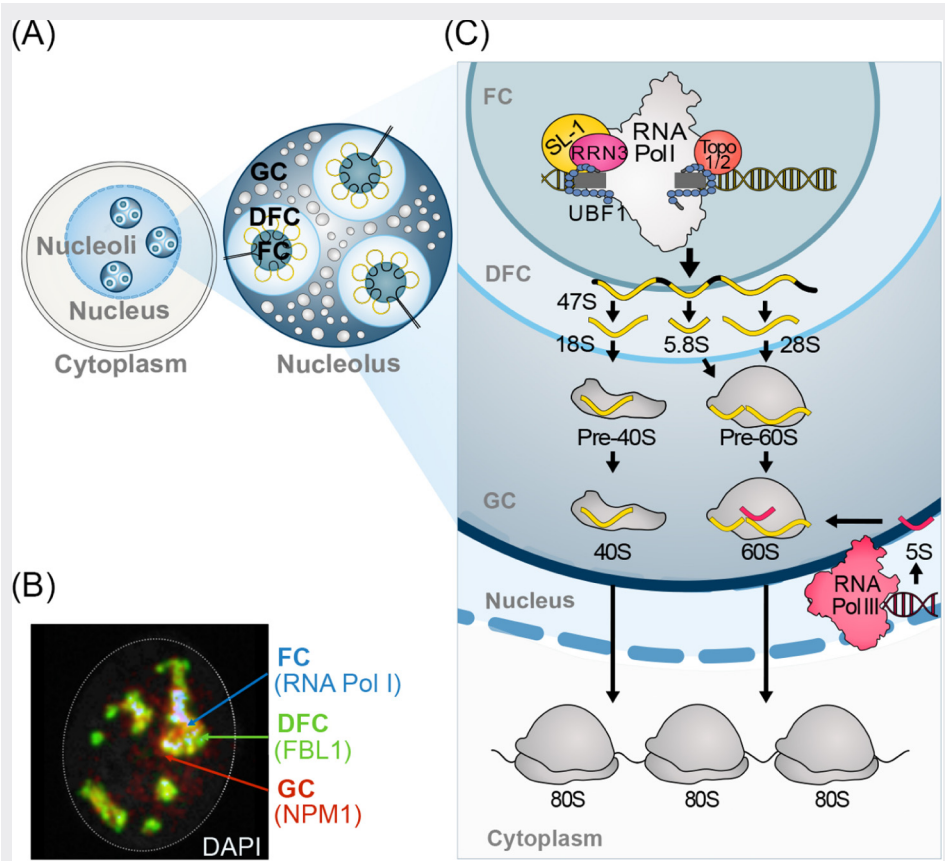 (A)
GC
DFC
FC
Nucleoli
Nucleus
Cytoplasm
Nucleolus
(B)
FC
(RNA Pol I)
DFC
(FBL1)
GC
(NPM1)
DAPI
(C)
FC
SL-1
RRN3
RNA
PolI
Topo
1/2
UBF1
DFC
47S
18S
5.8S
28S
Pre-40S
Pre-60S
GC
40S
60S
5S
RNA
Pol III
Nucleus
80S
80S
80S
Cytoplasm